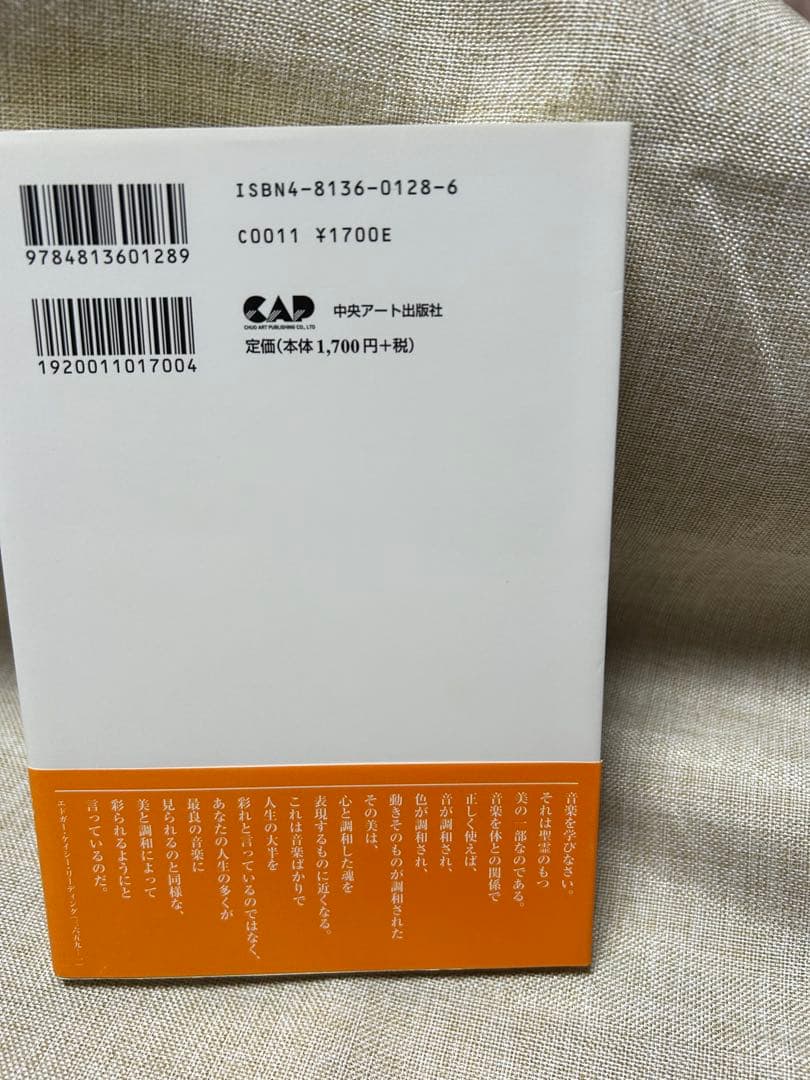 ISBN4-8136-0128-6
C0011 ¥1700E
9784813601289
1920011017004
CAP
CHUO ART PUBLISHING CO., LTD
中央アート出版社
定価(本体1,700円+税)
音楽を学びなさい。
それは聖霊のもつ
美の一部なのである。
音楽を体との関係で
正しく使えば、
音が調和され、
色が調和され、
動きそのものが調和された
その美は、
心と調和した魂を
表現するものに近くなる。
これは音楽ばかりで
人生の大半を
彩れと言っているのではなく、
あなたの人生の多くが
最良の音楽に
見られるのと同様な、
美と調和によって
彩られるようにと
言っているのだ。
エドガー・ケイシー・リーディング(二六五九-一)